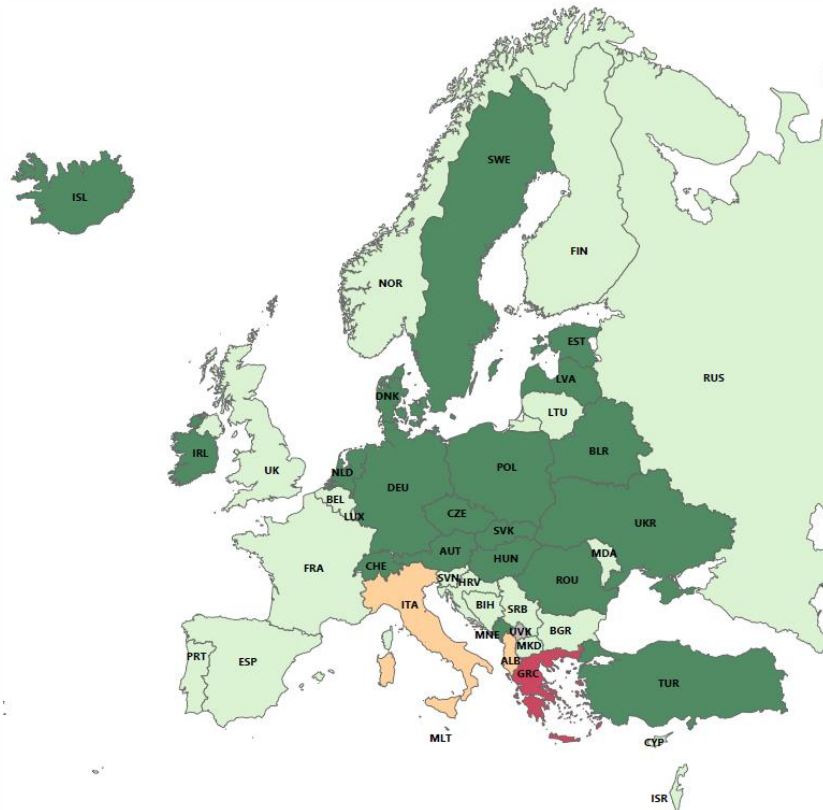 SWE
ISL
FIN
NOR
EST
RUS
LVA
DNK
LTU
IRL
BLR
UK
NLD
POL
DEU
BEL
CZE
LUX
UKR
SVK
AUT
MDA
HUN
CHE
FRA
ROU
SVN
HRV
ITA
BIH
SRB
BGR
MNE
UVK
MKD
PRT
ESP
ALB
GRC
TUR
MLT
CYP
ISR